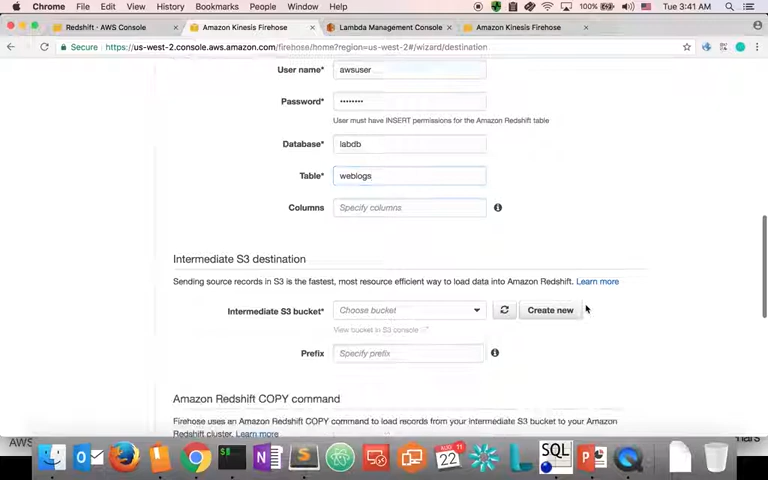 Chrome File Edit View History Bookmarks People Window Help 100% Tue 3:41 AM
Redshift · AWS Console Amazon Kinesis Firehose Lambda Management Console Amazon Kinesis Firehose
Secure https://us-west-2.console.aws.amazon.com/firehose/home?region=us-west-2#/wizard/destination
User name* awsuser
Password* ••••••••
User must have INSERT permissions for the Amazon Redshift table
Database* labdb
Table* weblogs
Columns Specify columns
Intermediate S3 destination
Sending source records in S3 is the fastest, most resource efficient way to load data into Amazon Redshift. Learn more
Intermediate S3 bucket* Choose bucket Create new
View bucket in S3 console
Prefix Specify prefix
Amazon Redshift COPY command
Firehose uses an Amazon Redshift COPY command to load records from your intermediate S3 bucket to your Amazon
Redshift cluster. Learn more
AWS
AUG 11
22
SQL